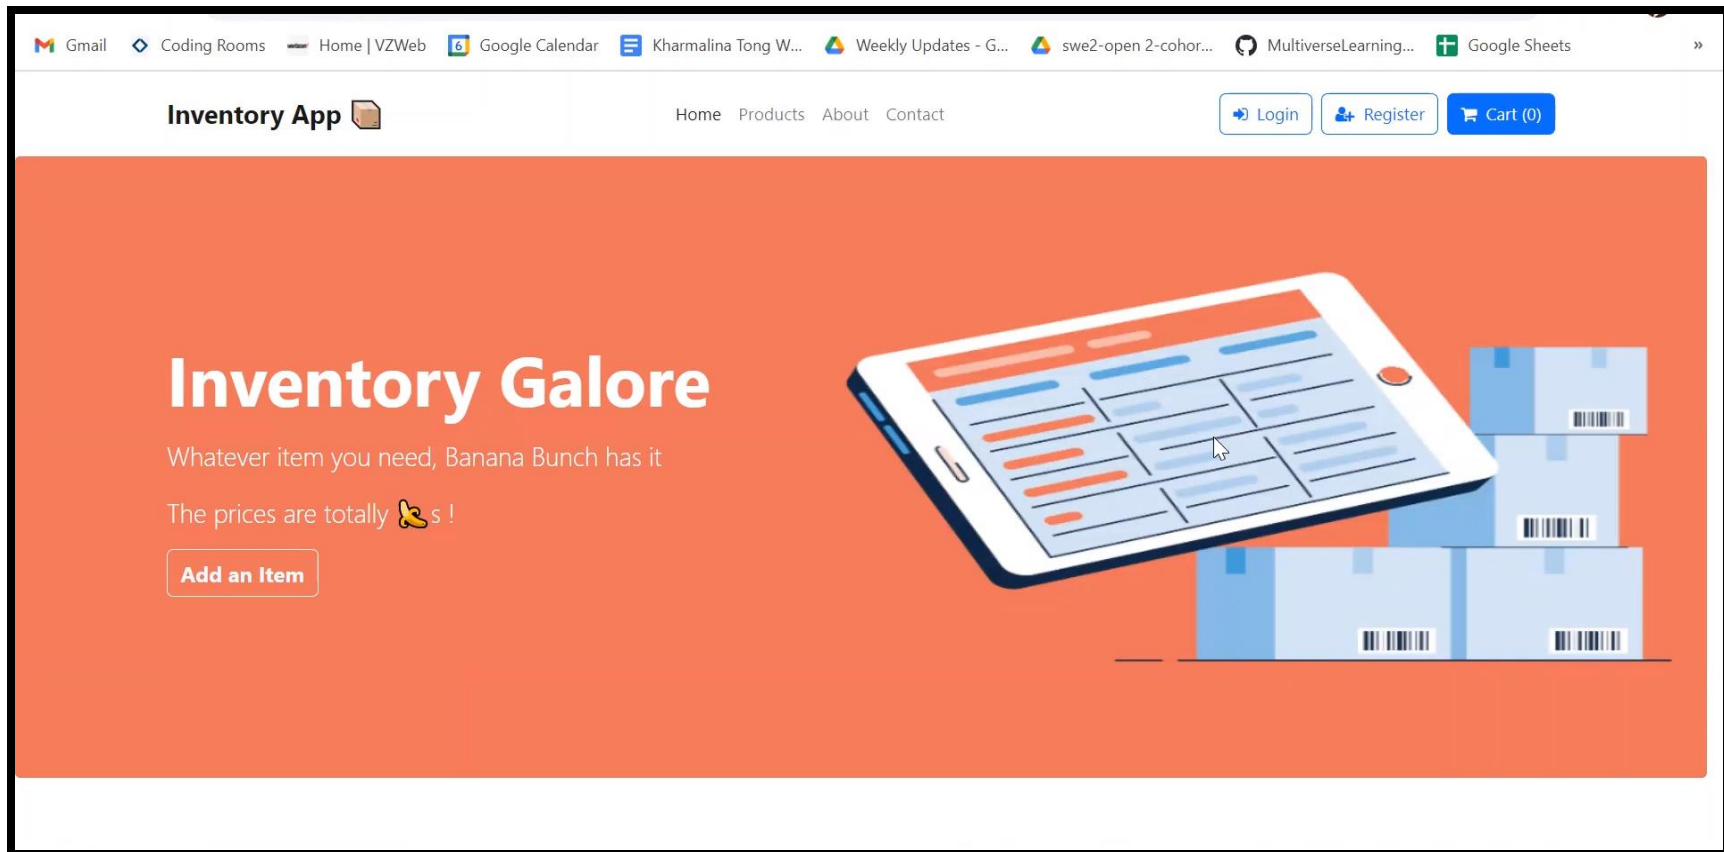 Gmail Coding Rooms Home | VZWeb 6 Google Calendar Kharmalina Tong W... Weekly Updates - G... swe2-open 2-cohor... MultiverseLearning... Google Sheets »
Inventory App 📦 Home Products About Contact Login Register Cart (0)
Inventory Galore
Whatever item you need, Banana Bunch has it
The prices are totally 🍌s !
Add an Item